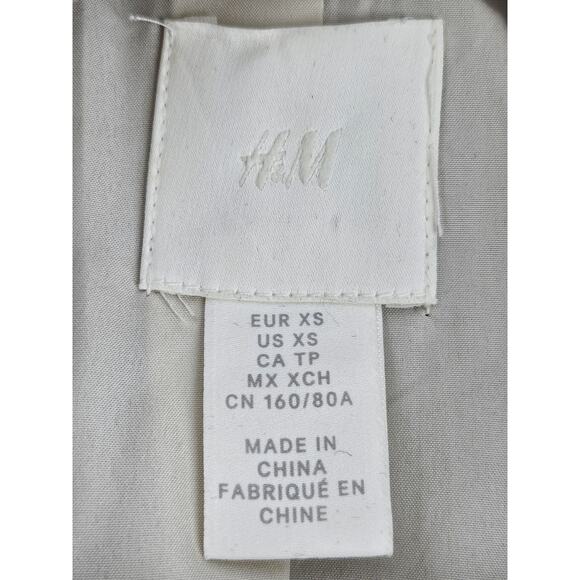 H&M
EUR XS
US XS
CA TP
MX XCH
CN 160/80A
MADE IN
CHINA
FABRIQUÉ EN
CHINE